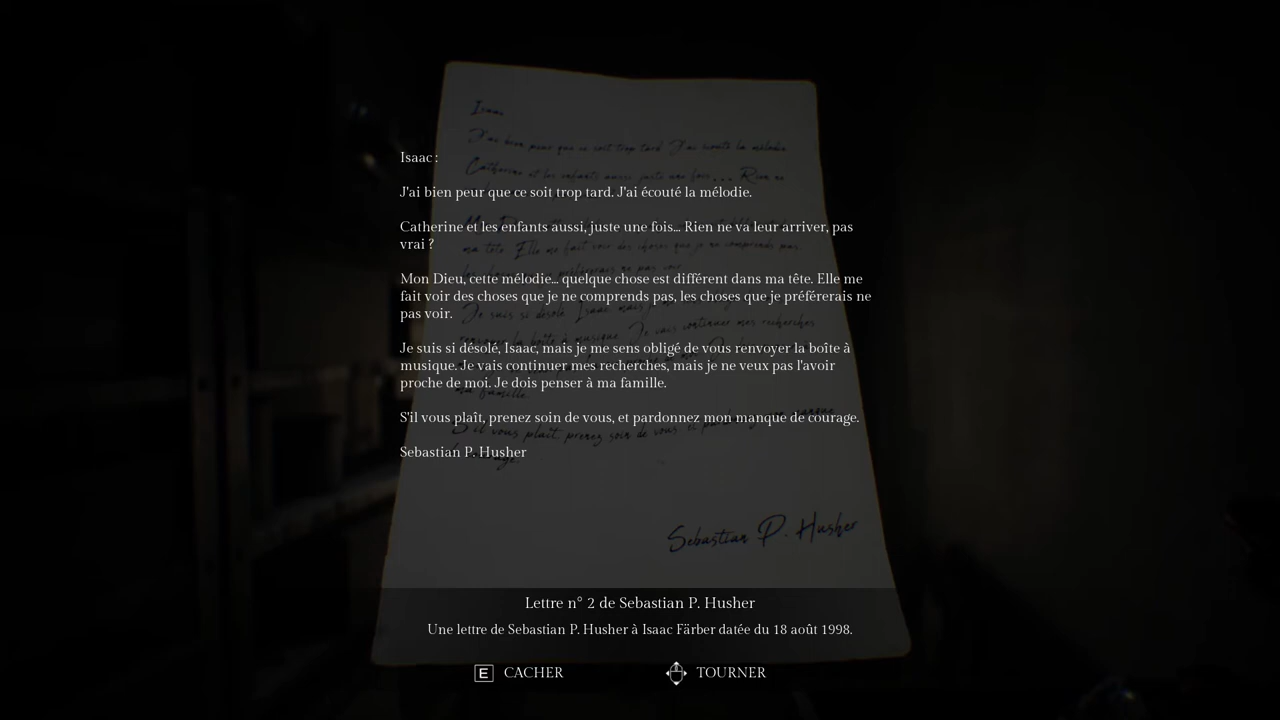 Isaac :
J'ai bien peur que ce soit trop tard. J'ai écouté la mélodie.
Catherine et les enfants aussi, juste une fois... Rien ne va leur arriver, pas
vrai ?
Mon Dieu, cette mélodie... quelque chose est différent dans ma tête. Elle me
fait voir des choses que je ne comprends pas, les choses que je préférerais ne
pas voir.
Je suis si désolé, Isaac, mais je me sens obligé de vous renvoyer la boîte à
musique. Je vais continuer mes recherches, mais je ne veux pas l'avoir
proche de moi. Je dois penser à ma famille.
S'il vous plaît, prenez soin de vous, et pardonnez mon manque de courage.
Sebastian P. Husher
Sebastian P. Husher
Lettre n° 2 de Sebastian P. Husher
Une lettre de Sebastian P. Husher à Isaac Färber datée du 18 août 1998.
E CACHER TOURNER